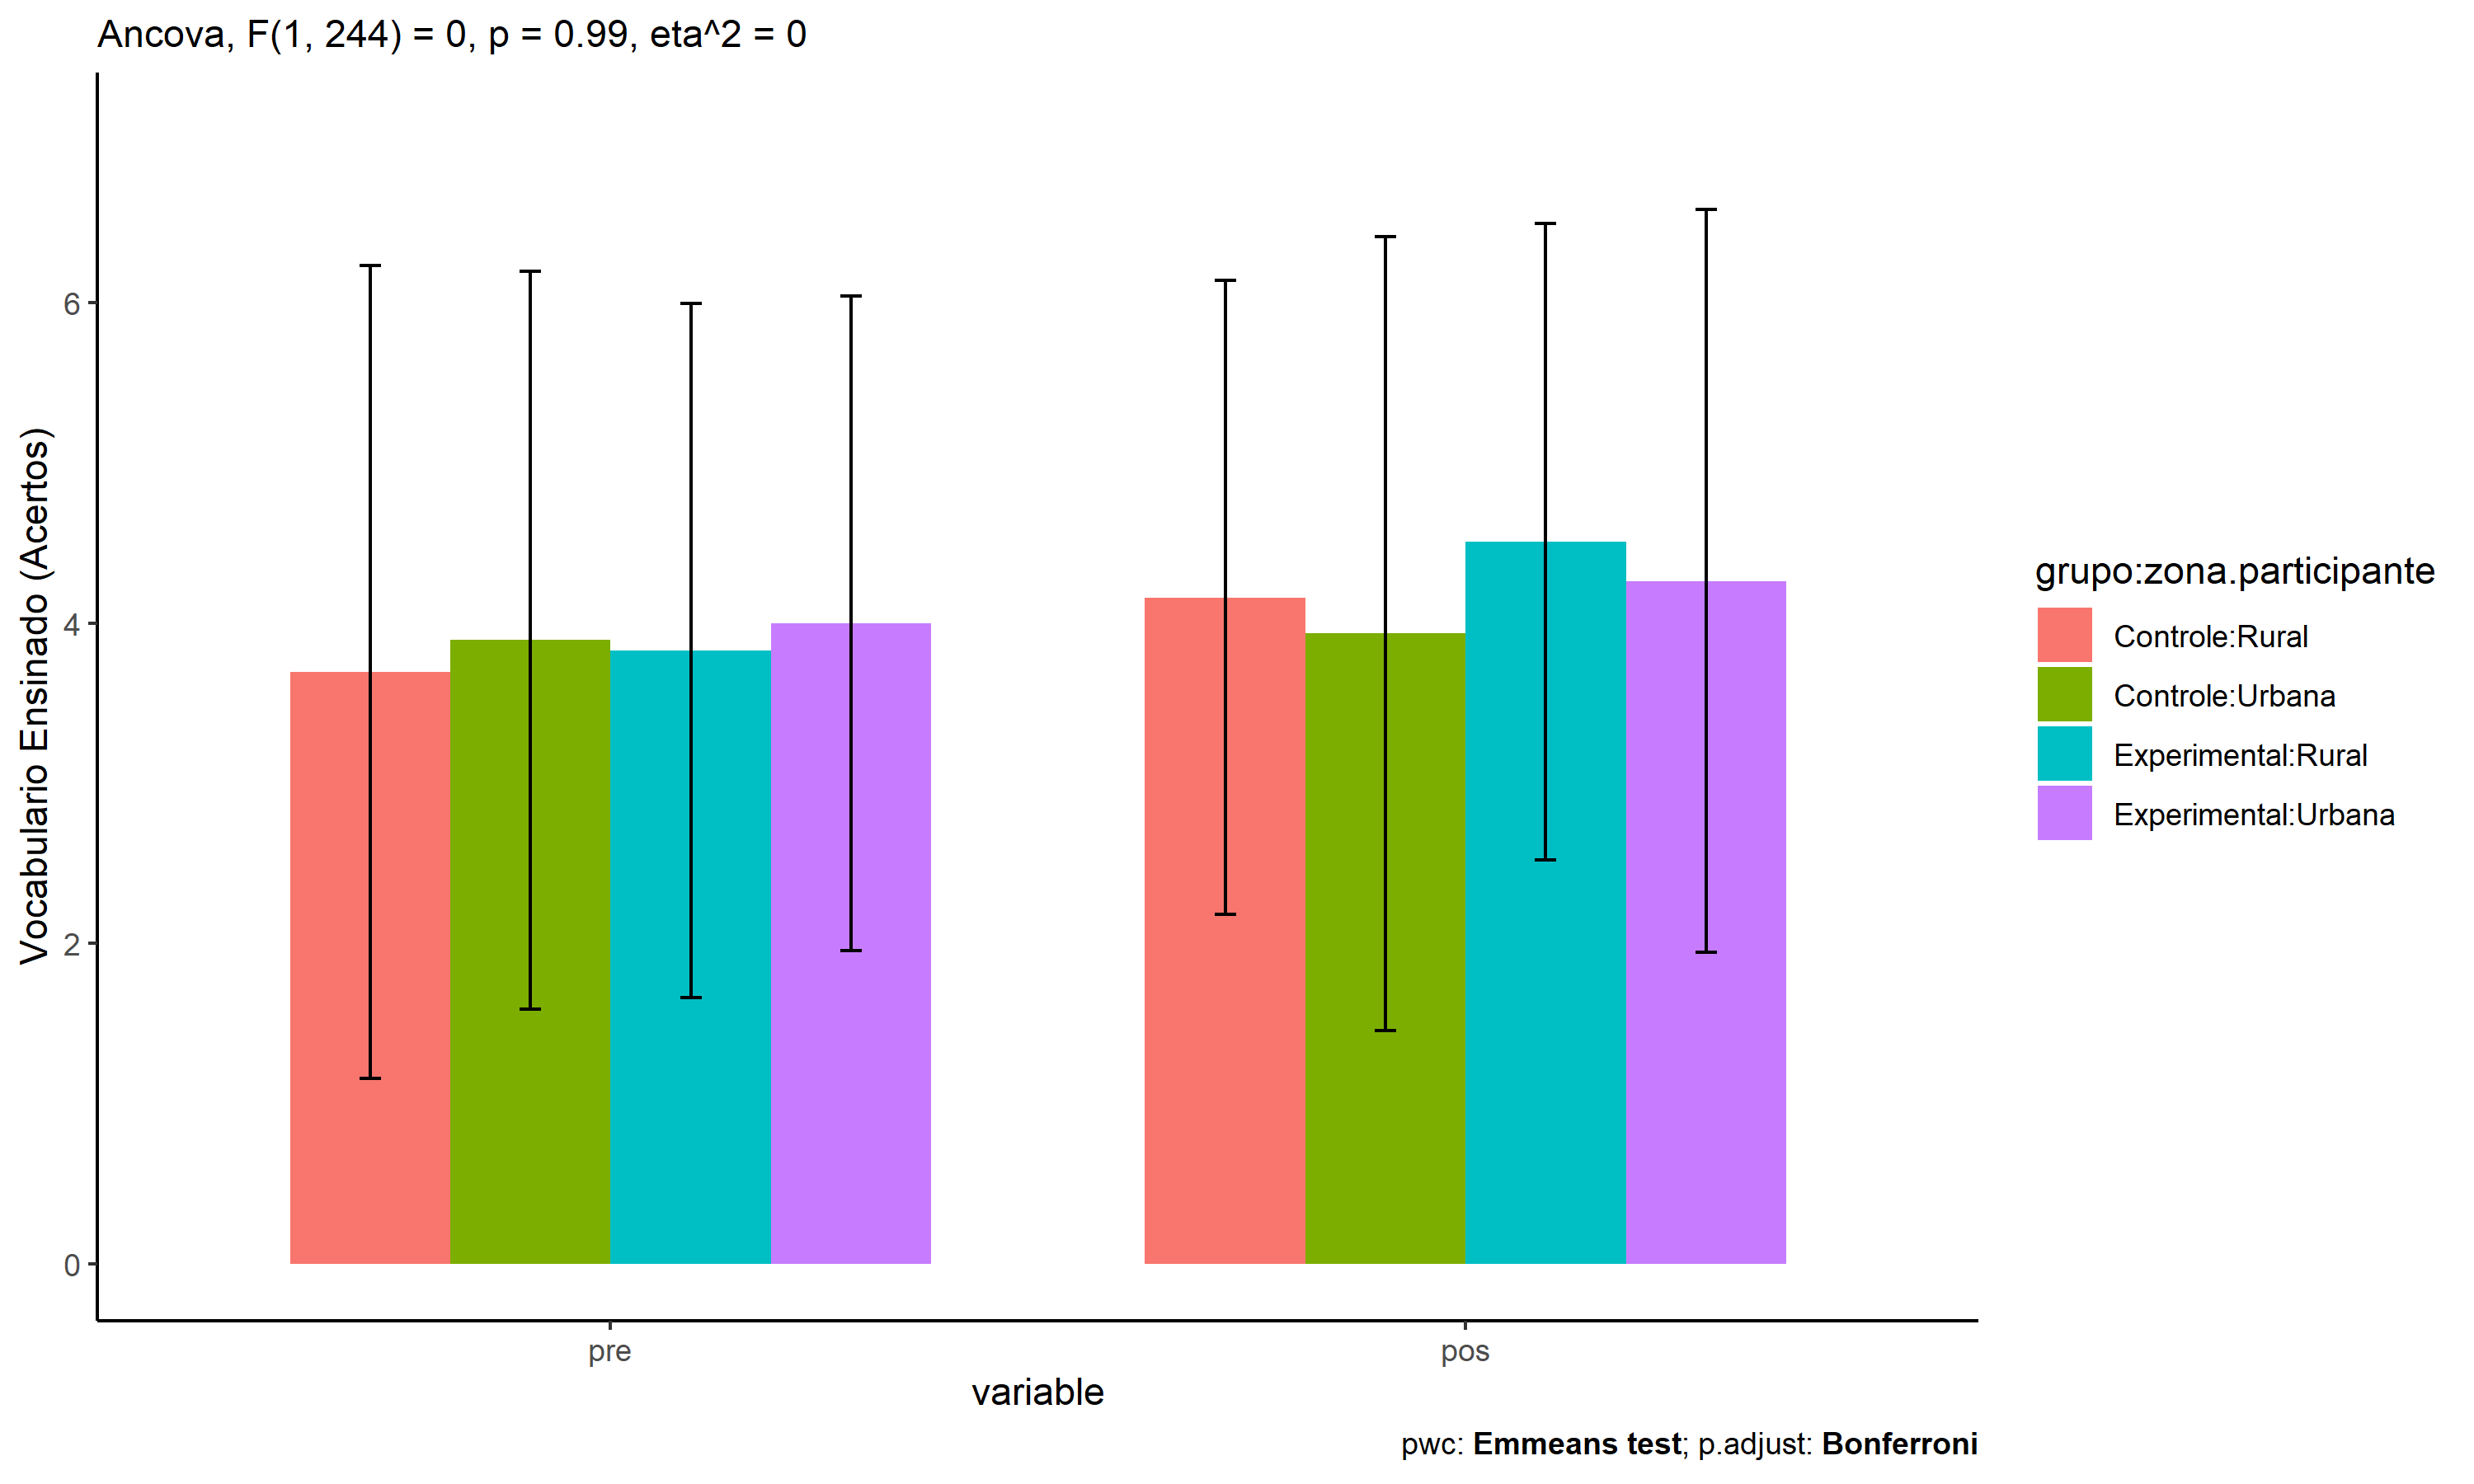 Ancova, F(1, 244) = 0, p = 0.99, eta^2 = 0
Vocabulario Ensinado (Acertos)
6
4
2
0
pre
pos
variable
grupo:zona.participante
Controle:Rural
Controle:Urbana
Experimental:Rural
Experimental:Urbana
pwc: Emmeans test; p.adjust: Bonferroni